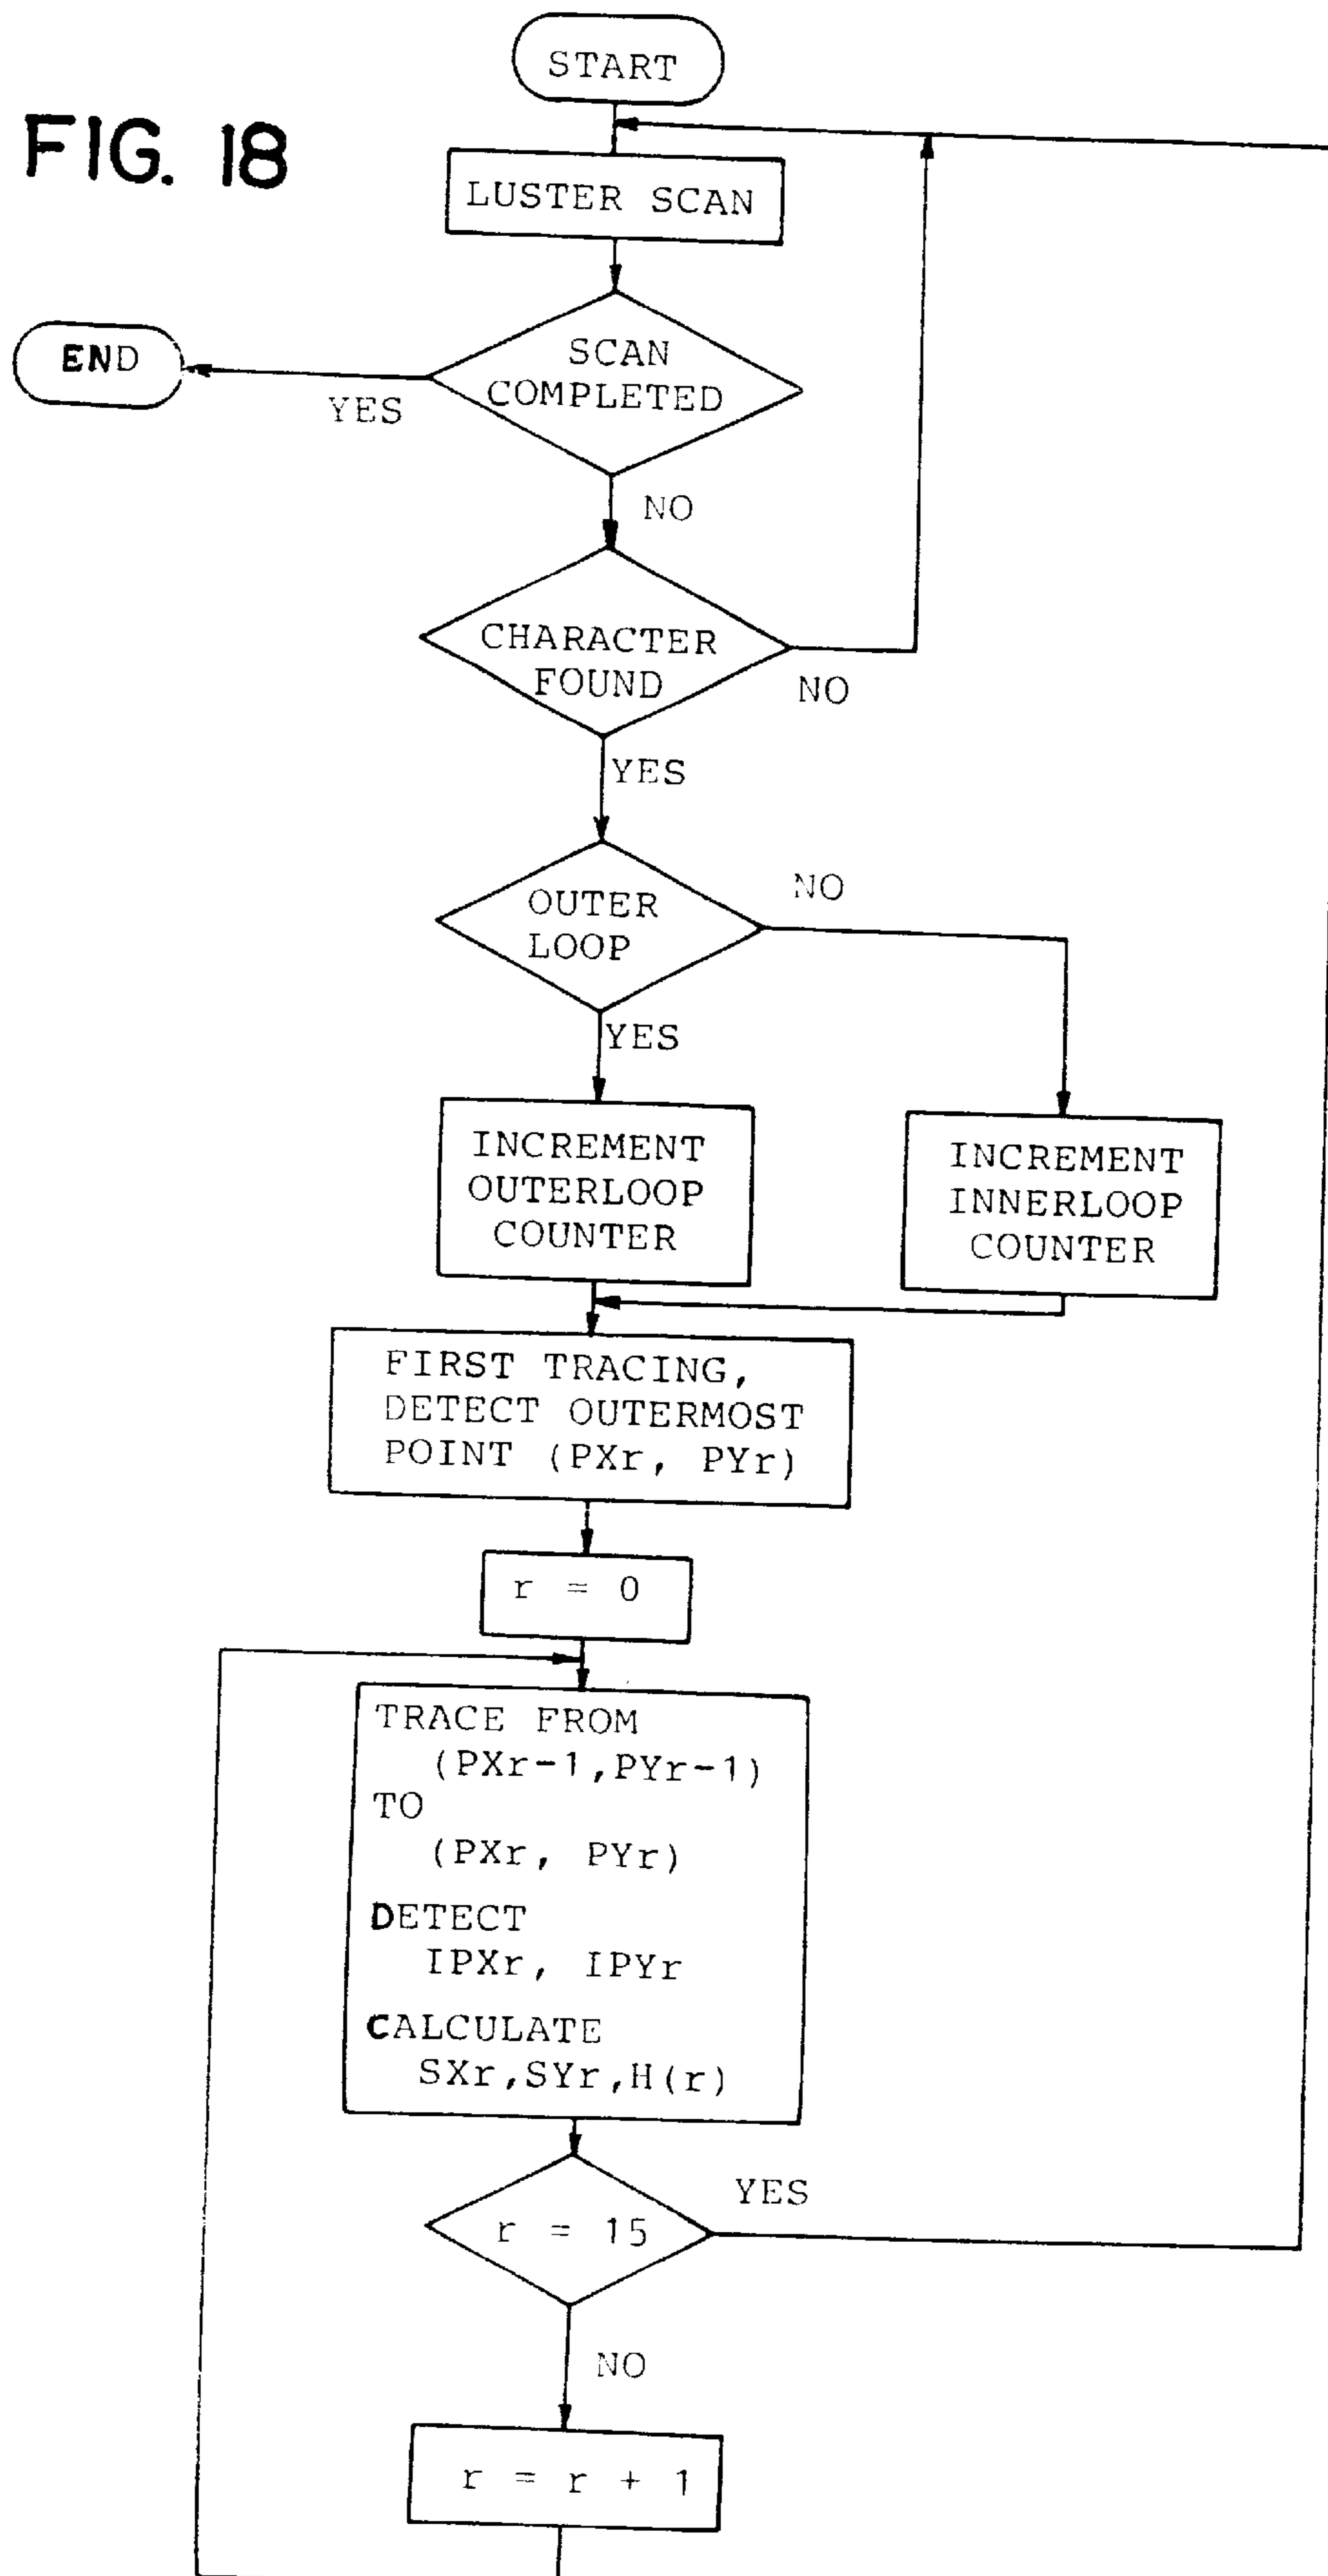 START
FIG. 18
LUSTER SCAN
SCAN
COMPLETED
END
YES
NO
CHARACTER
FOUND
NO
YES
OUTER
LOOP
NO
YES
INCREMENT
OUTERLOOP
COUNTER
INCREMENT
INNERLOOP
COUNTER
FIRST TRACING,
DETECT OUTERMOST
POINT (PXr, PYr)
r = 0
TRACE FROM
(PXr-1,PYr-1)
TO
(PXr, PYr)
DETECT
IPXr, IPYr
CALCULATE
SXr,SYr,H(r)
r = 15
YES
NO
r = r + 1